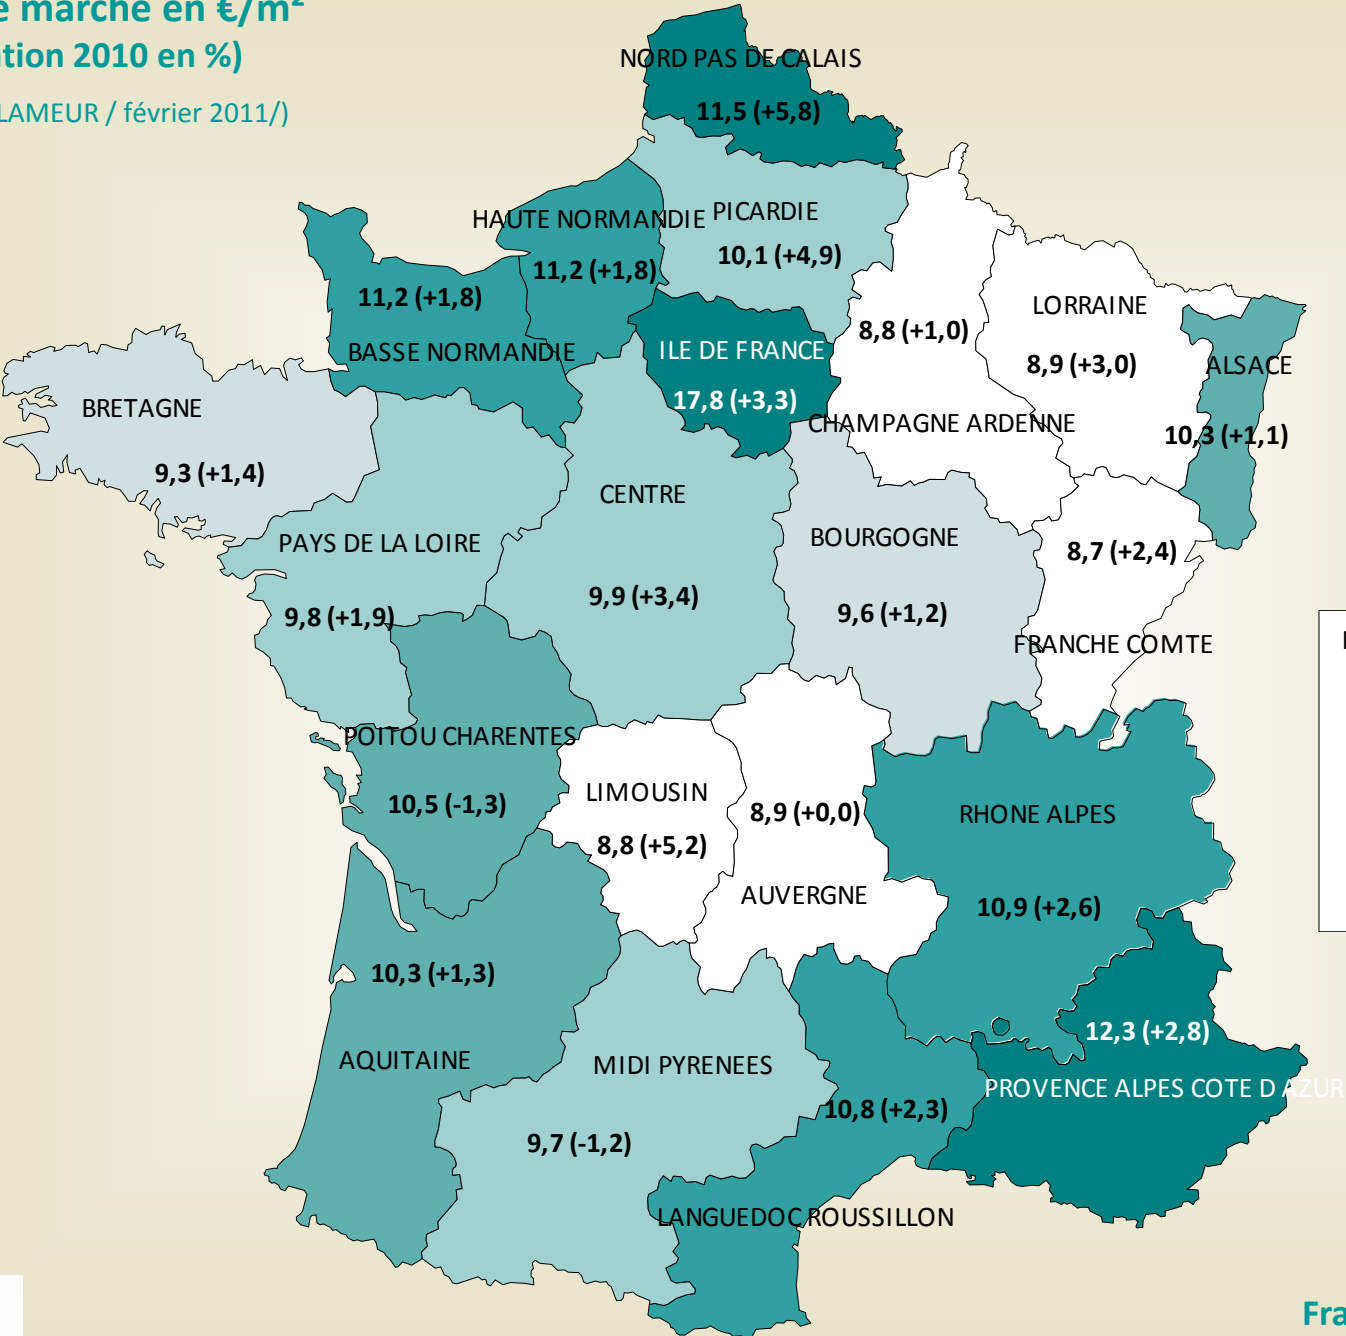 marché en €/m²
2010 en %)
/ février 2011/)
NORD PAS DE CALAIS
11,5 (+5,8)
HAUTE NORMANDIE
11,2 (+1,8)
PICARDIE
10,1 (+4,9)
11,2 (+1,8)
BASSE NORMANDIE
ILE DE FRANCE
17,8 (+3,3)
8,8 (+1,0)
CHAMPAGNE ARDENNE
LORRAINE
8,9 (+3,0)
ALSACE
10,3 (+1,1)
BRETAGNE
9,3 (+1,4)
PAYS DE LA LOIRE
9,8 (+1,9)
CENTRE
9,9 (+3,4)
BOURGOGNE
9,6 (+1,2)
8,7 (+2,4)
FRANCHE COMTE
POITOU CHARENTES
10,5 (-1,3)
LIMOUSIN
8,8 (+5,2)
8,9 (+0,0)
AUVERGNE
RHONE ALPES
10,9 (+2,6)
10,3 (+1,3)
AQUITAINE
MIDI PYRENEES
9,7 (-1,2)
10,8 (+2,3)
LANGUEDOC ROUSSILLON
12,3 (+2,8)
PROVENCE ALPES COTE D AZUR